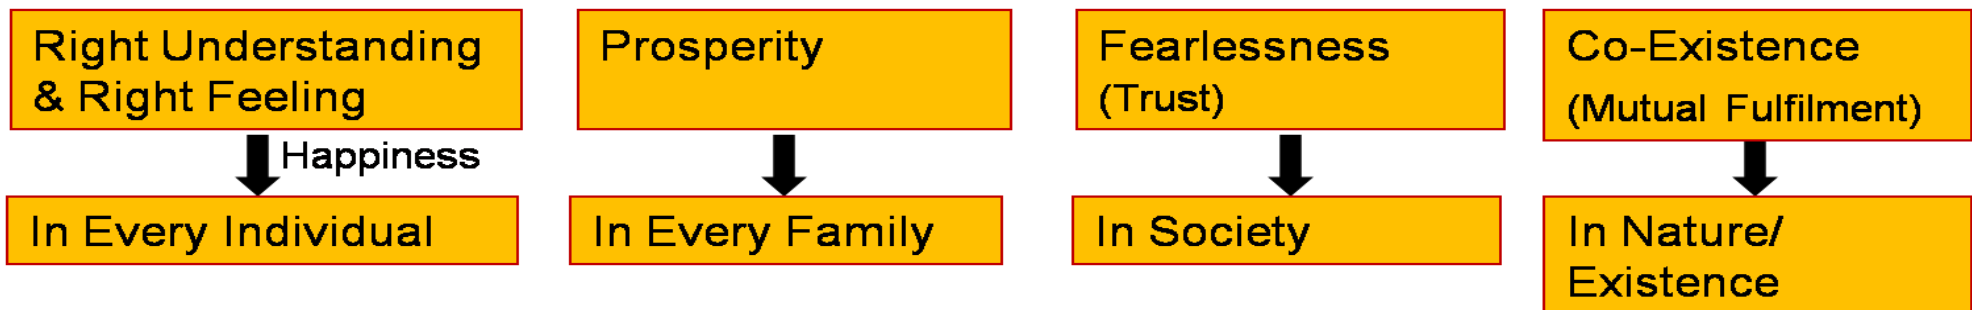 Right Understanding
& Right Feeling
Happiness
In Every Individual
Prosperity
In Every Family
Fearlessness
(Trust)
In Society
Co-Existence
(Mutual Fulfilment)
In Nature/
Existence